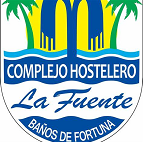 COMPLEJO HOSTELERO
La Fuente
BAÑOS DE FORTUNA